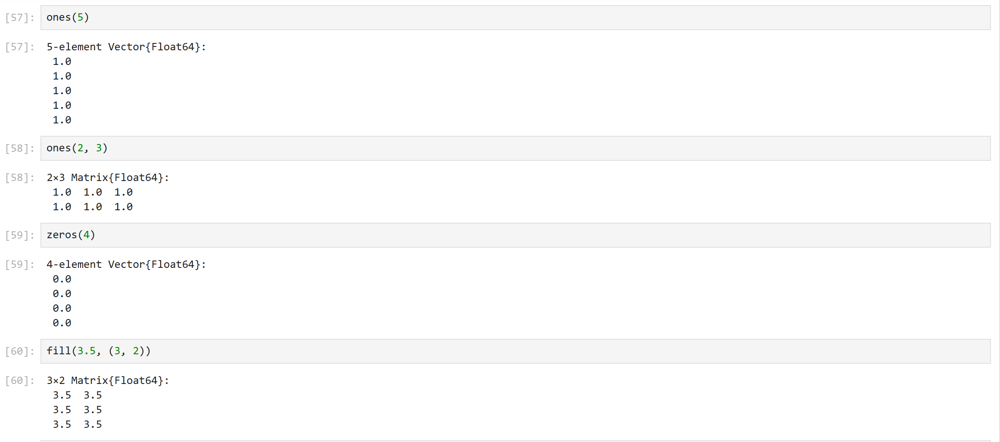 [57]: ones(5)
[57]: 5-element Vector{Float64}:
1.0
1.0
1.0
1.0
1.0
[58]: ones(2, 3)
[58]: 2×3 Matrix{Float64}:
1.0  1.0  1.0
1.0  1.0  1.0
[59]: zeros(4)
[59]: 4-element Vector{Float64}:
0.0
0.0
0.0
0.0
[60]: fill(3.5, (3, 2))
[60]: 3×2 Matrix{Float64}:
3.5  3.5
3.5  3.5
3.5  3.5